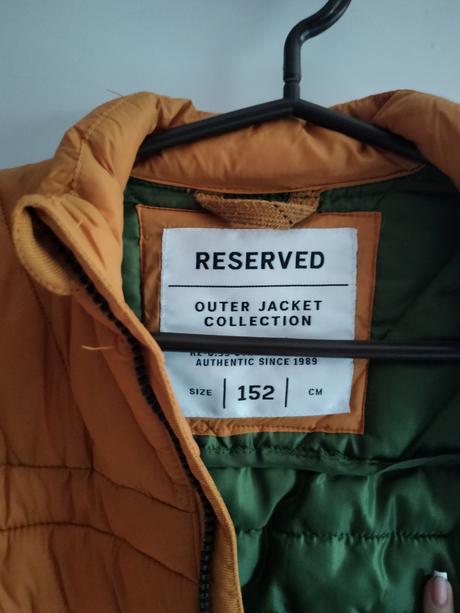 RESERVED
OUTER JACKET
COLLECTION
AUTHENTIC SINCE 1989
SIZE 152 CM